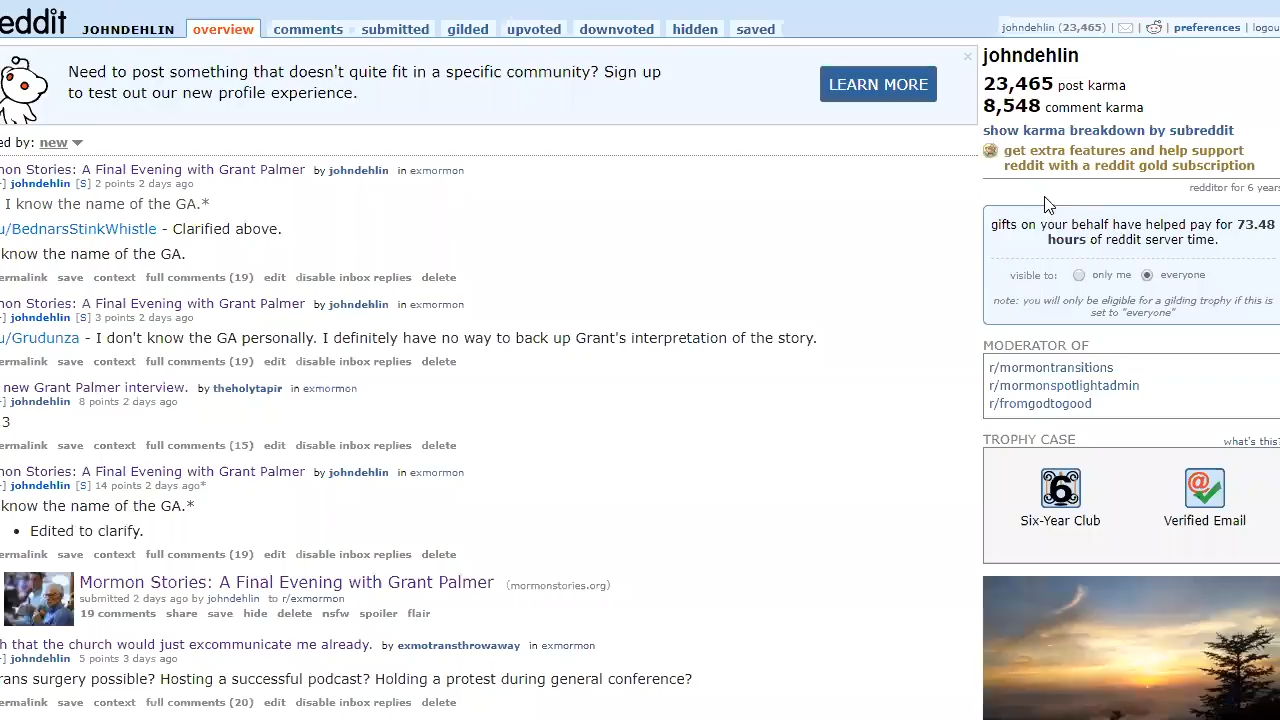 eddit JOHNDEHLIN overview comments submitted gilded upvoted downvoted hidden saved
johndehlin (23,465) | | | preferences | logou
Need to post something that doesn't quite fit in a specific community? Sign up
to test out our new profile experience.
LEARN MORE
ed by: new
on Stories: A Final Evening with Grant Palmer by johndehlin in exmormon
-] johndehlin [S] 2 points 2 days ago
I know the name of the GA.*
u/BednarsStinkWhistle - Clarified above.
know the name of the GA.
ermalink save context full comments (19) edit disable inbox replies delete
on Stories: A Final Evening with Grant Palmer by johndehlin in exmormon
-] johndehlin [S] 3 points 2 days ago
u/Grudunza - I don't know the GA personally. I definitely have no way to back up Grant's interpretation of the story.
ermalink save context full comments (19) edit disable inbox replies delete
new Grant Palmer interview. by theholytapir in exmormon
-] johndehlin 8 points 2 days ago
3
ermalink save context full comments (15) edit disable inbox replies delete
on Stories: A Final Evening with Grant Palmer by johndehlin in exmormon
-] johndehlin [S] 14 points 2 days ago*
know the name of the GA.*
• Edited to clarify.
ermalink save context full comments (19) edit disable inbox replies delete
Mormon Stories: A Final Evening with Grant Palmer (mormonstories.org)
submitted 2 days ago by johndehlin to r/exmormon
19 comments share save hide delete nsfw spoiler flair
h that the church would just excommunicate me already. by exmotransthrowaway in exmormon
-] johndehlin 5 points 3 days ago
rans surgery possible? Hosting a successful podcast? Holding a protest during general conference?
ermalink save context full comments (20) edit disable inbox replies delete
johndehlin
23,465 post karma
8,548 comment karma
show karma breakdown by subreddit
get extra features and help support
reddit with a reddit gold subscription
redditor for 6 years
gifts on your behalf have helped pay for 73.48
hours of reddit server time.
visible to: only me everyone
note: you will only be eligible for a gilding trophy if this is
set to "everyone"
MODERATOR OF
r/mormontransitions
r/mormonspotlightadmin
r/fromgodtogood
TROPHY CASE what's this?
6 @
Six-Year Club Verified Email